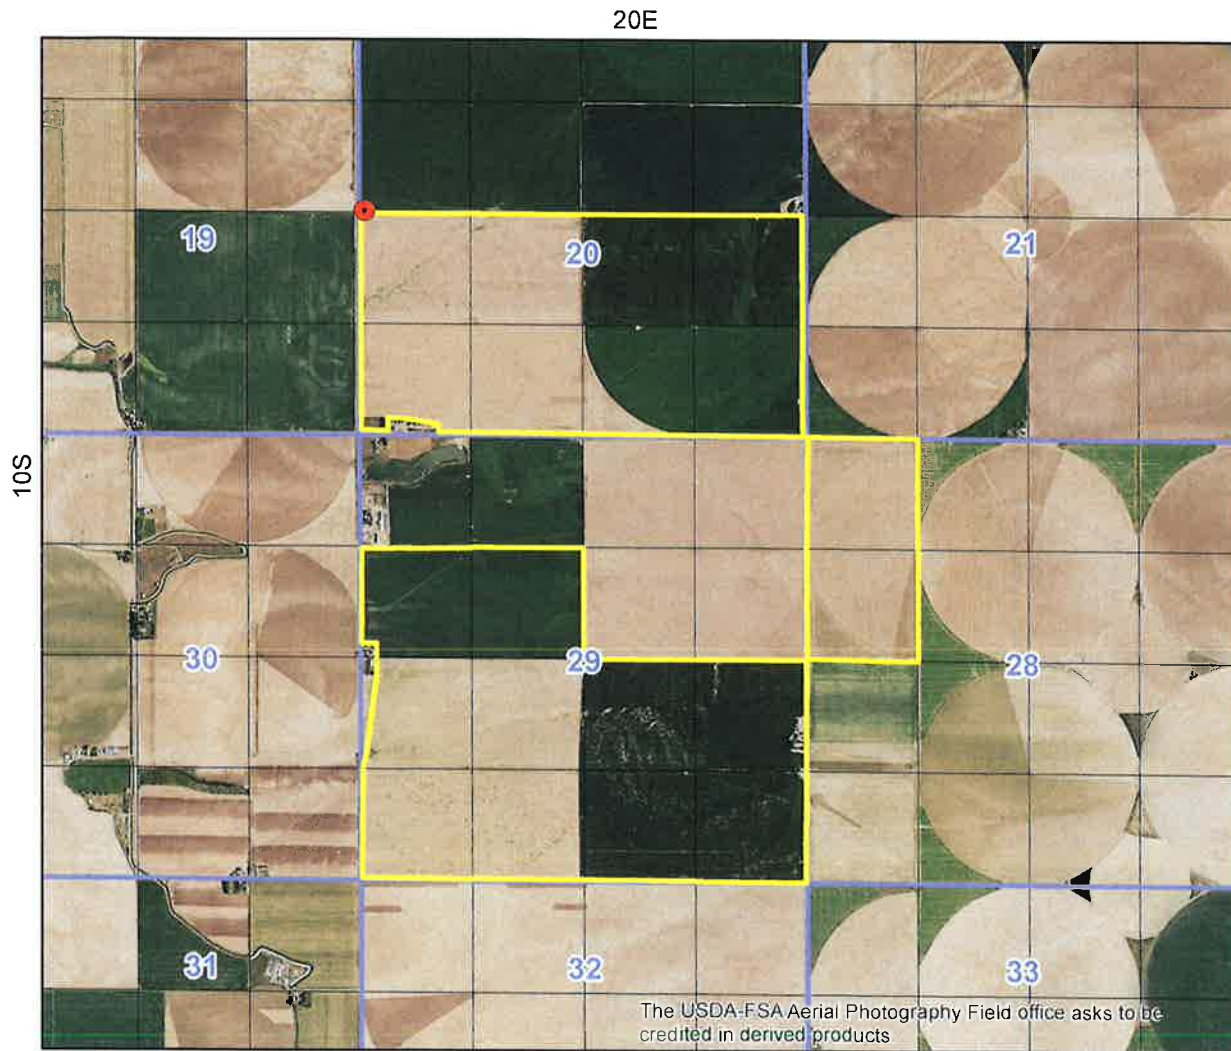 20E
10S
19
20
21
30
29
28
31
32
33
The USDA-FSA Aerial Photography Field office asks to be
credited in derived products